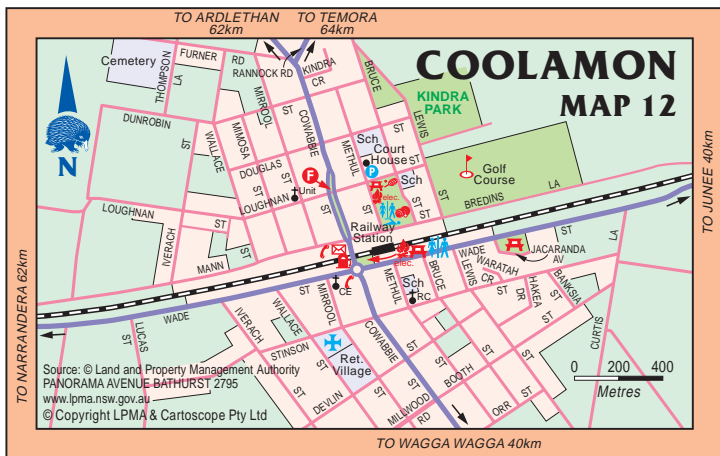 TO ARDLETHAN
62km
TO TEMORA
64km
COOLAMON
MAP 12
KINDRA
PARK
Cemetery
THOMPSON
LA
FURNER
RD
RANNOCK RD
KINDRA
CR
MIRROOL
ST
BRUCE
ST
LEWIS
ST
DUNROBIN
ST
WALLACE
ST
MIMOSA
ST
COWABBIE
ST
METHUL
ST
Sch
Court
House
P
Sch
DOUGLAS
ST
LOUGHNAN
ST
F
Unit
elec.
Golf
Course
BREDINS
LA
TO JUNEE 40km
N
LOUGHNAN
ST
IVERACH
ST
MANN
ST
Railway
Station
elec.
WADE
ST
JACARANDA
AV
WARATAH
CR
LEWIS
ST
BRUCE
ST
HAKEA
DR
BANKSIA
ST
LA
CURTIS
TO NARRANDERA 62km
WADE
ST
LUCAS
ST
IVERACH
ST
WALLACE
ST
MIRROOL
ST
CE
Sch
METHUL
ST
RC
COWABBIE
ST
STINSON
ST
Ret.
Village
DEVLIN
ST
MILLWOOD
RD
BOOTH
ST
ORR
ST
0 200 400
Metres
Source: © Land and Property Management Authority
PANORAMA AVENUE BATHURST 2795
www.lpma.nsw.gov.au
© Copyright LPMA & Cartoscope Pty Ltd
TO WAGGA WAGGA 40km